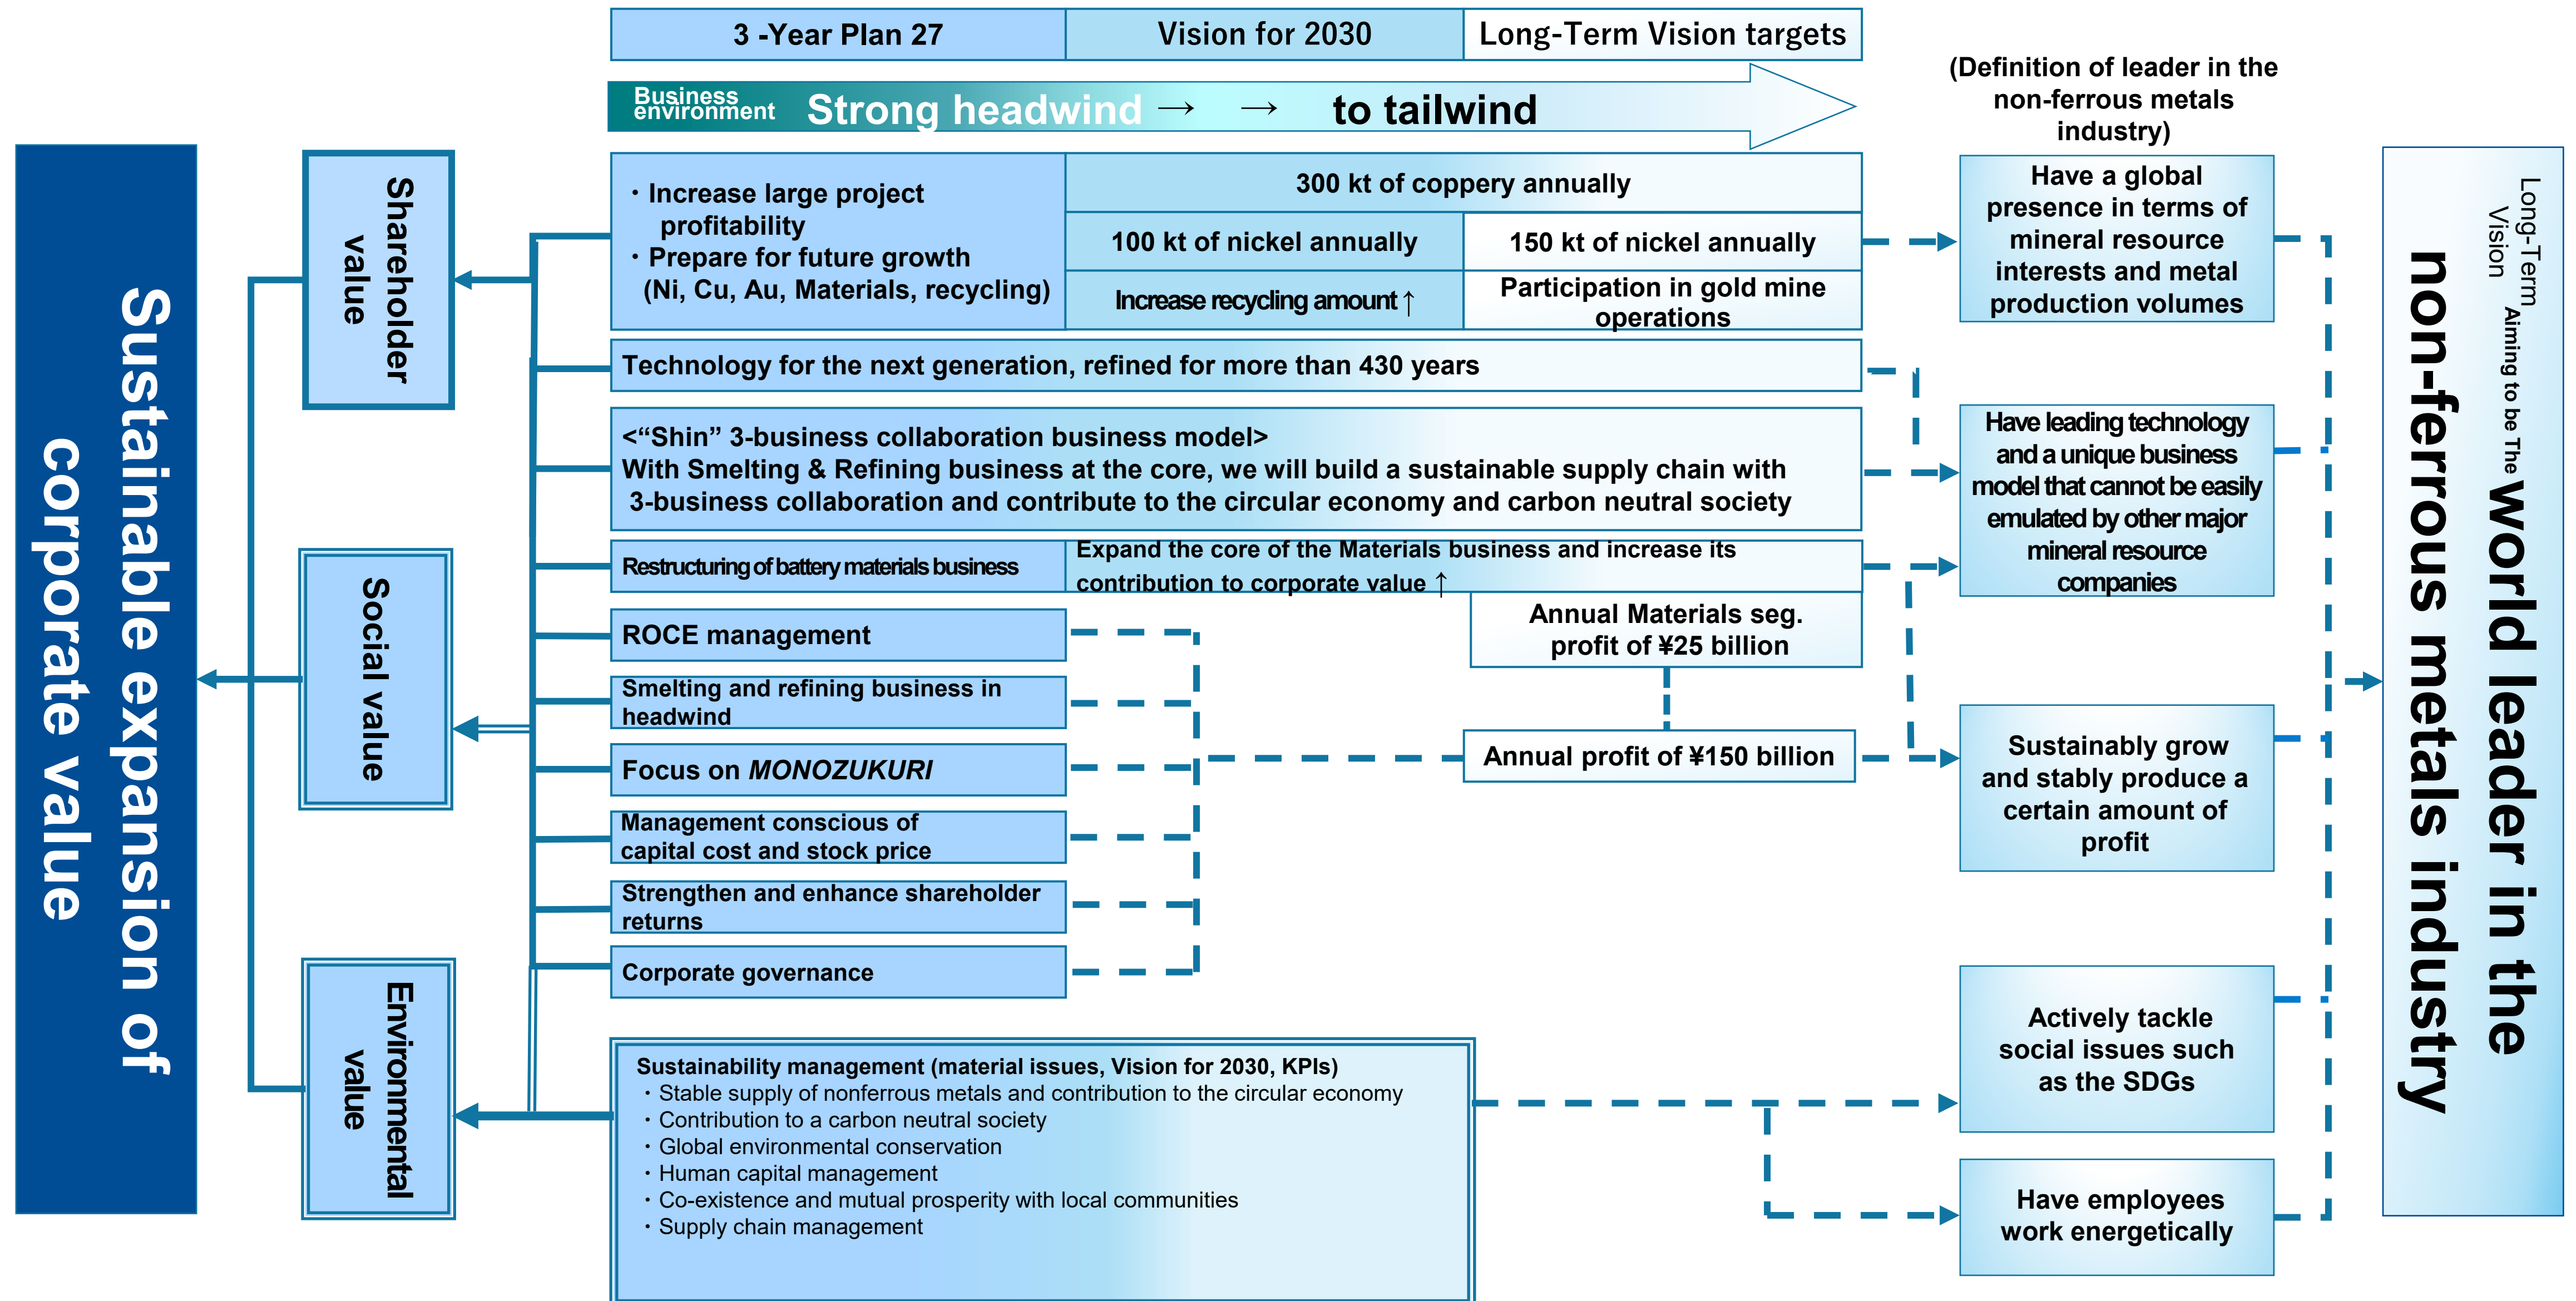 3 -Year Plan 27
Vision for 2030
Long-Term Vision targets
Business
environment
Strong headwind → → to tailwind
(Definition of leader in the
non-ferrous metals
industry)
Sustainable expansion of
corporate value
Shareholder
value
Social value
Environmental
value
・Increase large project
profitability
・Prepare for future growth
(Ni, Cu, Au, Materials, recycling)
300 kt of coppery annually
100 kt of nickel annually
150 kt of nickel annually
Increase recycling amount ↑
Participation in gold mine
operations
Technology for the next generation, refined for more than 430 years
<“Shin” 3-business collaboration business model>
With Smelting & Refining business at the core, we will build a sustainable supply chain with
3-business collaboration and contribute to the circular economy and carbon neutral society
Restructuring of battery materials business
Expand the core of the Materials business and increase its
contribution to corporate value ↑
Annual Materials seg.
profit of ¥25 billion
ROCE management
Smelting and refining business in
headwind
Focus on MONOZUKURI
Annual profit of ¥150 billion
Management conscious of
capital cost and stock price
Strengthen and enhance shareholder
returns
Corporate governance
Sustainability management (material issues, Vision for 2030, KPIs)
・Stable supply of nonferrous metals and contribution to the circular economy
・Contribution to a carbon neutral society
・Global environmental conservation
・Human capital management
・Co-existence and mutual prosperity with local communities
・Supply chain management
Have a global
presence in terms of
mineral resource
interests and metal
production volumes
Have leading technology
and a unique business
model that cannot be easily
emulated by other major
mineral resource
companies
Sustainably grow
and stably produce a
certain amount of
profit
Actively tackle
social issues such
as the SDGs
Have employees
work energetically
Long-Term
Vision
Aiming to be The world leader in the
non-ferrous metals industry